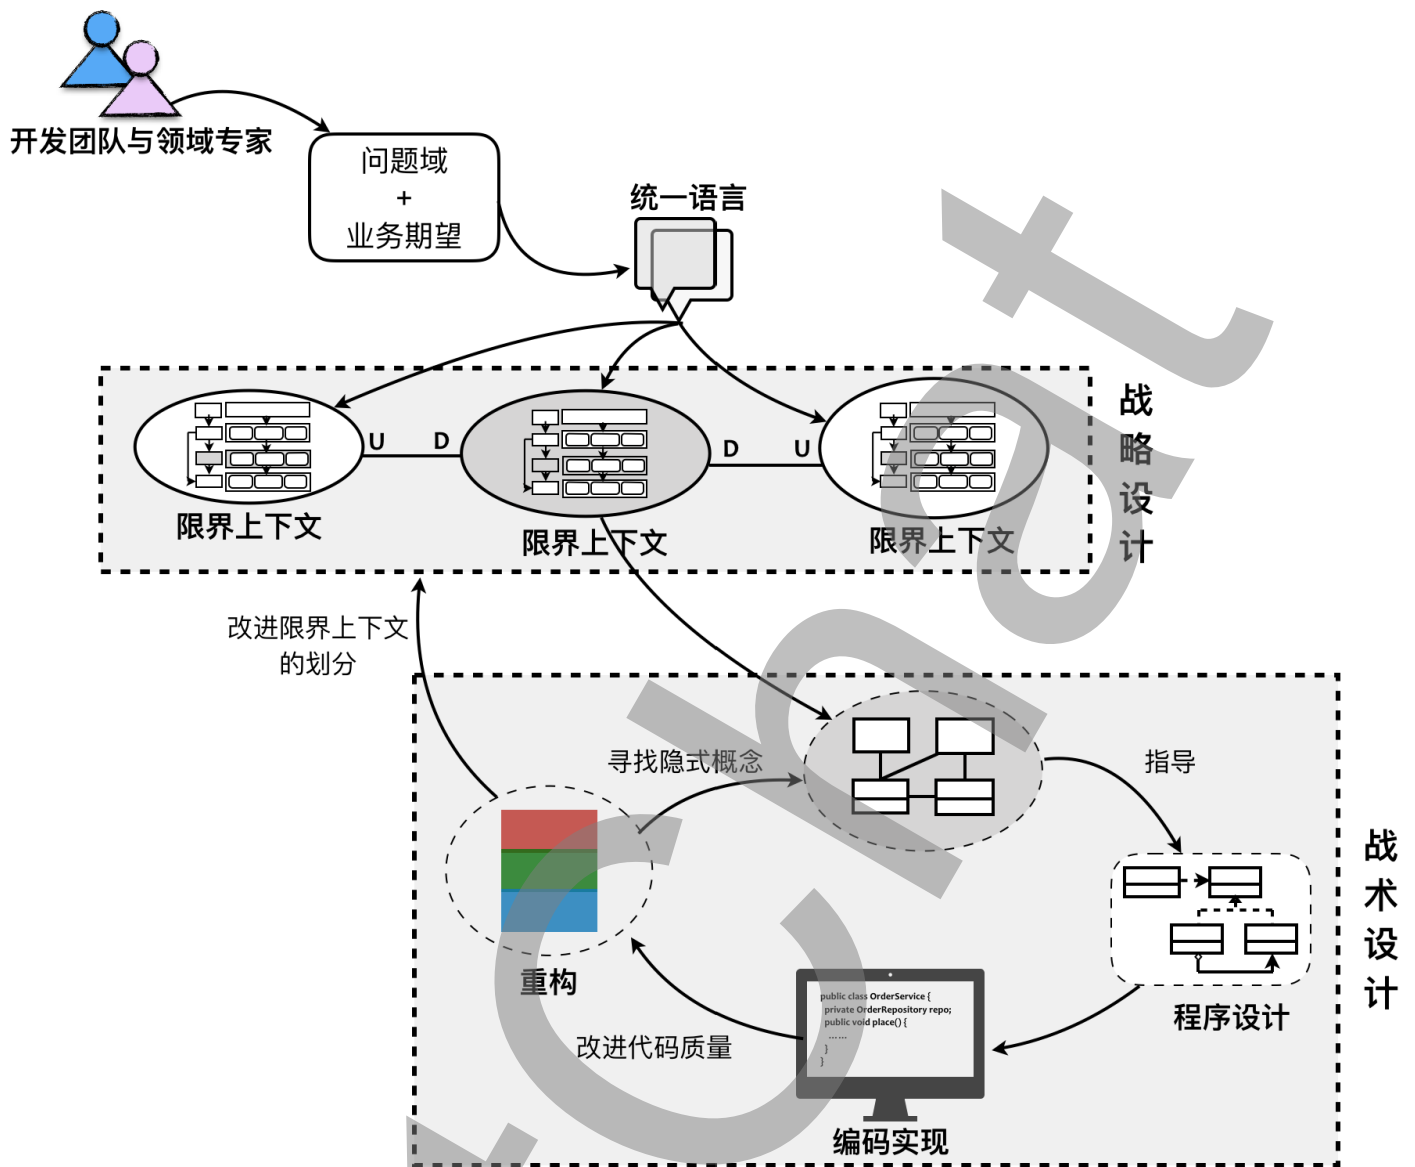 开发团队与领域专家
问题域
+
业务期望
统一语言
战略设计
U
D
D
U
限界上下文
限界上下文
限界上下文
改进限界上下文
的划分
寻找隐式概念
指导
战术设计
重构
程序设计
public class OrderService {
private OrderRepository repo;
public void place() {
... ...
}
}
改进代码质量
编码实现
Chat